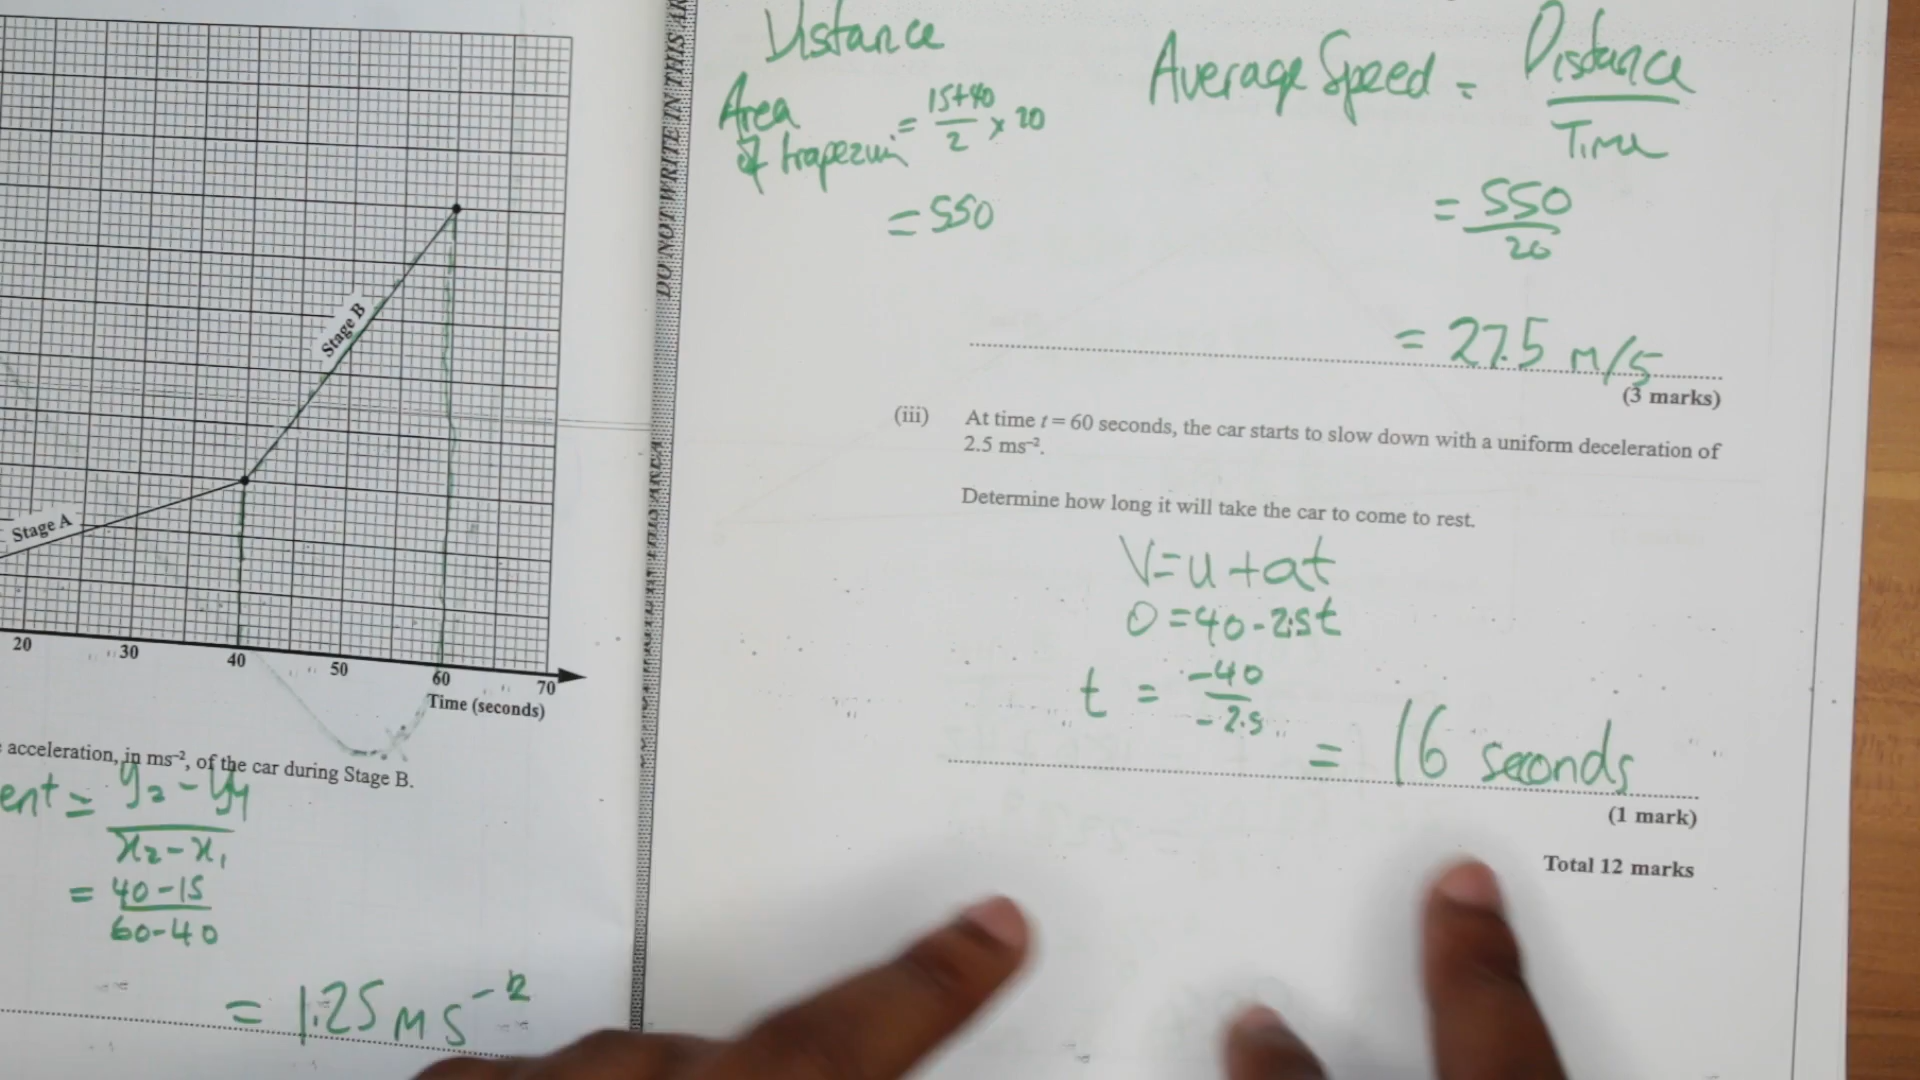 Stage B
Stage A
20 30 40 50 60 70
Time (seconds)
acceleration, in ms⁻², of the car during Stage B.
ent = y₂ - y₁
x₂ - x₁
= 40-15
60-40
= 1.25 ms⁻²
DO NOT WRITE IN THIS AR
Distance
Area of trapezium = 15+40
2 × 20
= 550
Average Speed = Distance
Time
= 550
20
= 27.5 m/s
(3 marks)
(iii) At time t = 60 seconds, the car starts to slow down with a uniform deceleration of
2.5 ms⁻².
Determine how long it will take the car to come to rest.
V=u+at
0=40-2.5t
t = -40
-2.5
= 16 seconds
(1 mark)
Total 12 marks